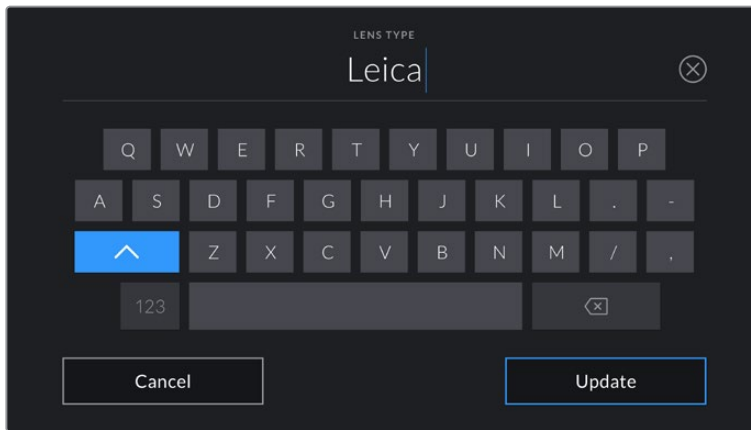 LENS TYPE
Leica
Q W E R T Y U I O P
A S D F G H J K L . -
Z X C V B N M / ,
123
Cancel Update